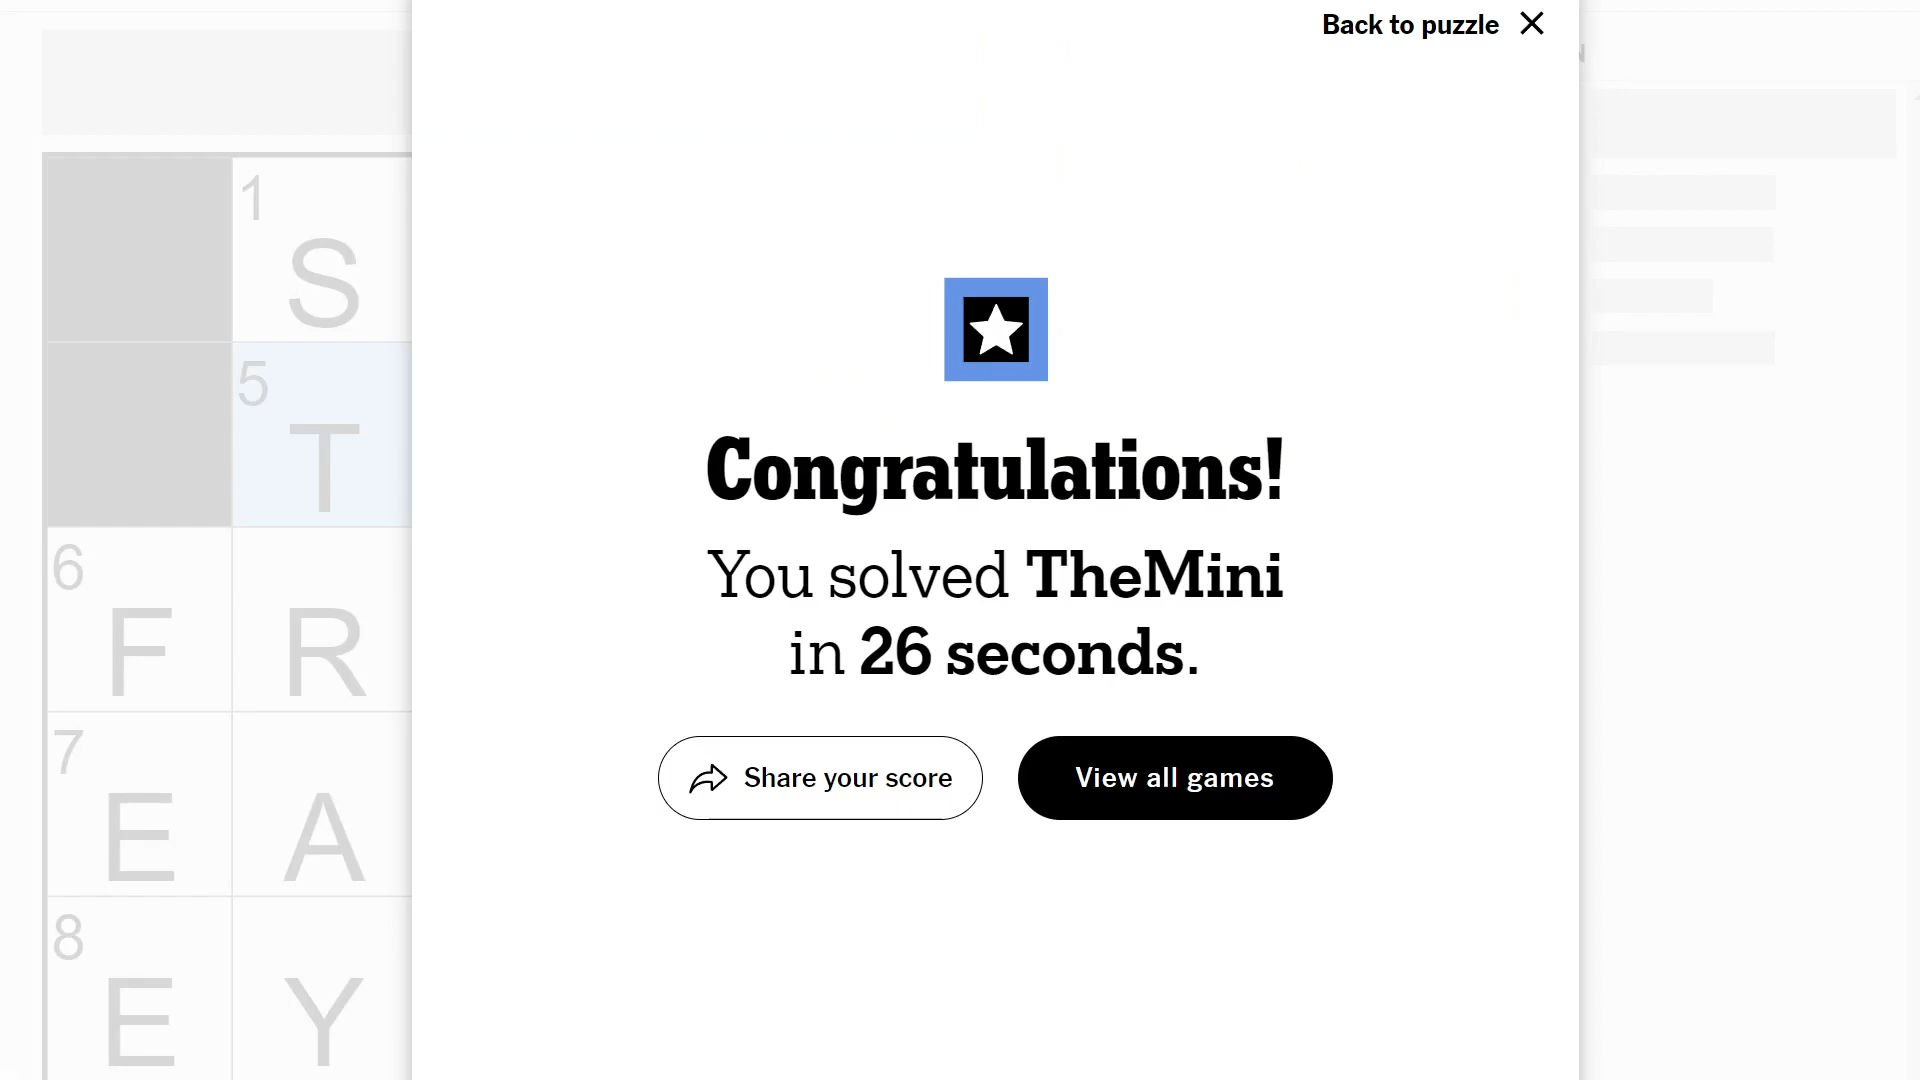 Back to puzzle
1
S
5
T
Congratulations!
You solved TheMini
in 26 seconds.
6
F R
Share your score
View all games
7
E A
8
E Y